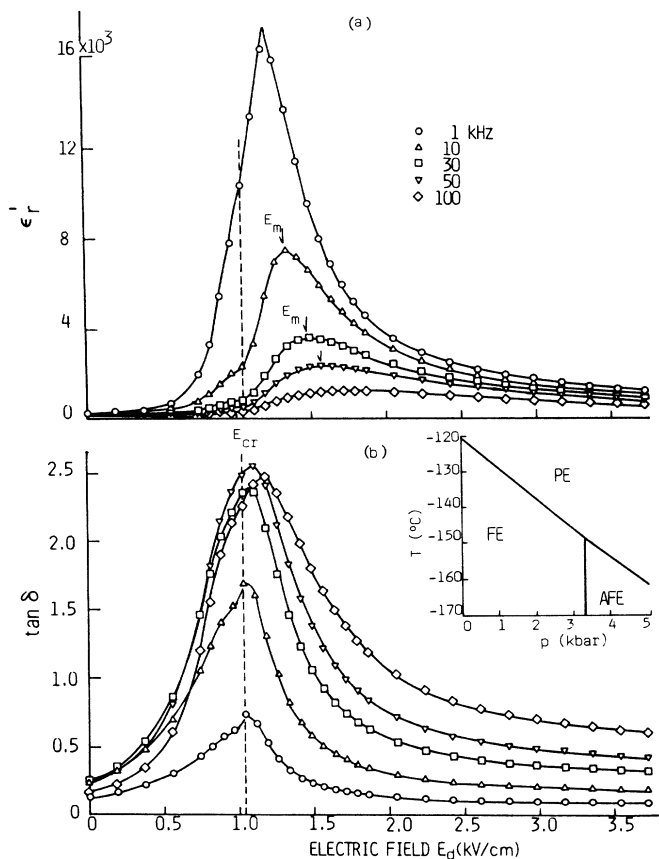 (a)
16×10³
12
8
4
0
ε'r
1 kHz
10
30
50
100
Em
Em
Ecr
(b)
2.5
2.0
1.5
1.0
0.5
0
tan δ
0 0.5 1.0 1.5 2.0 2.5 3.0 3.5
ELECTRIC FIELD Ed(kV/cm)
-120
-130
-140
-150
-160
-170
T (°C)
PE
FE
AFE
0 1 2 3 4 5
p (kbar)